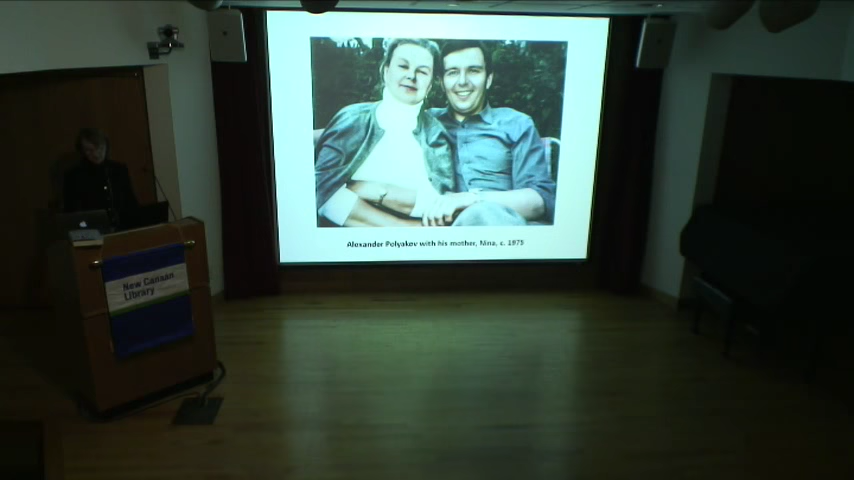 Alexander Polyakov with his mother, Nina, c. 1975
New Canaan
Library